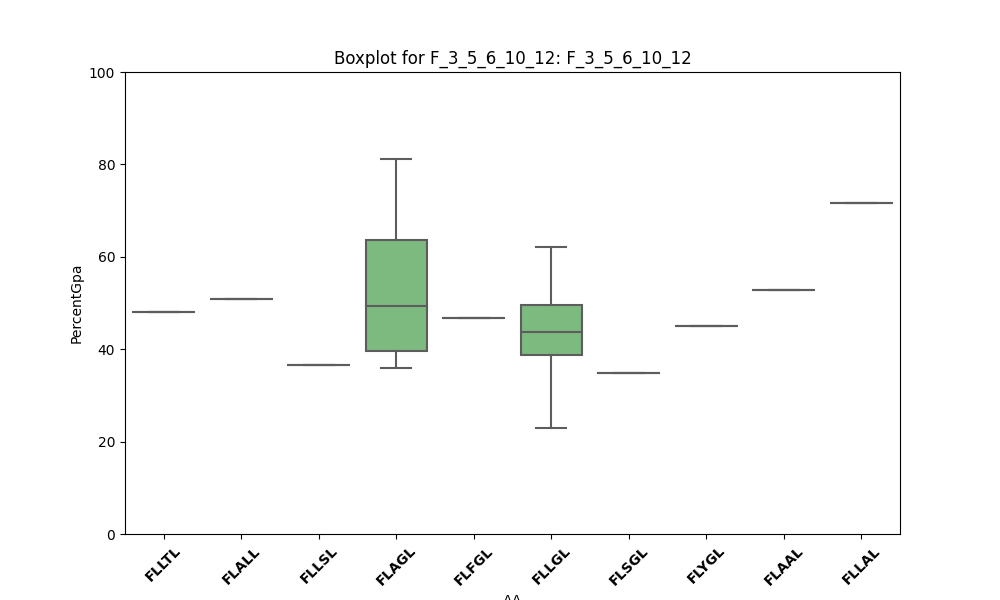 Boxplot for F_3_5_6_10_12: F_3_5_6_10_12
100
80
60
40
20
0
PercentGpa
FLLTL
FLALL
FLLSL
FLAGL
FLFGL
FLLGL
FLSGL
FLYGL
FLAAL
FLLAL
AA